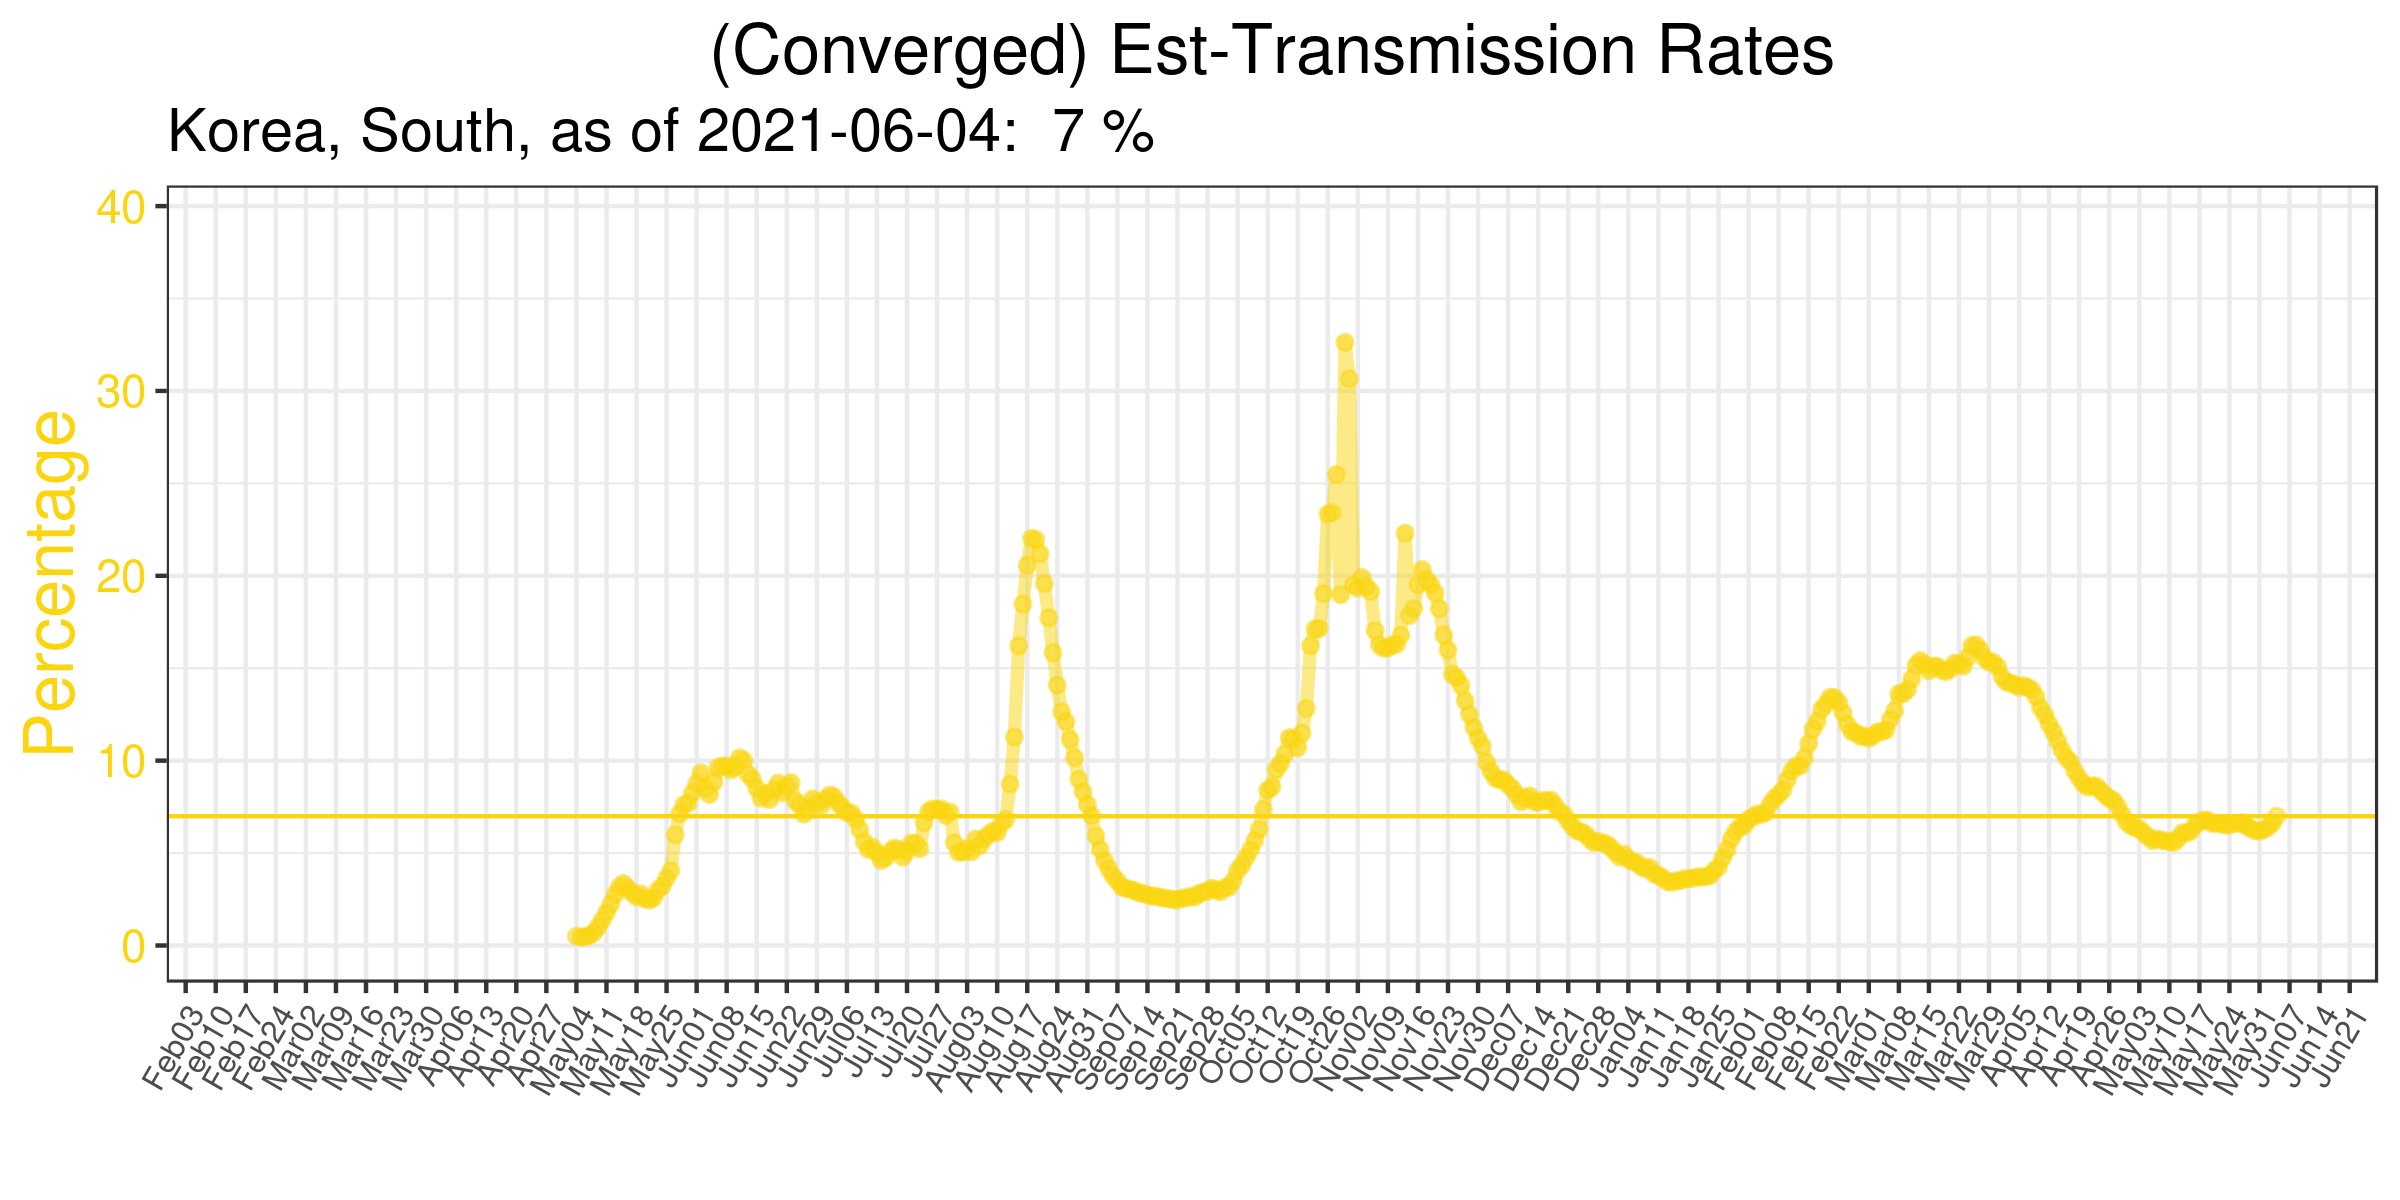 (Converged) Est-Transmission Rates
Korea, South, as of 2021-06-04:  7 %
Percentage
40
30
20
10
0
Feb03
Feb10
Feb17
Feb24
Mar02
Mar09
Mar16
Mar23
Mar30
Apr06
Apr13
Apr20
Apr27
May04
May11
May18
May25
Jun01
Jun08
Jun15
Jun22
Jun29
Jul06
Jul13
Jul20
Jul27
Aug03
Aug10
Aug17
Aug24
Aug31
Sep07
Sep14
Sep21
Sep28
Oct05
Oct12
Oct19
Oct26
Nov02
Nov09
Nov16
Nov23
Nov30
Dec07
Dec14
Dec21
Dec28
Jan04
Jan11
Jan18
Jan25
Feb01
Feb08
Feb15
Feb22
Mar01
Mar08
Mar15
Mar22
Mar29
Apr05
Apr12
Apr19
Apr26
May03
May10
May17
May24
May31
Jun07
Jun14
Jun21